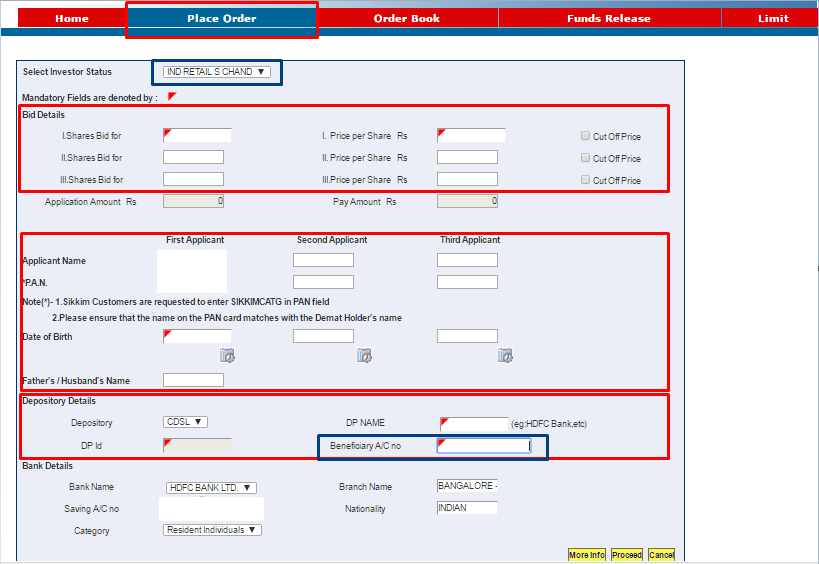 Home Place Order Order Book Funds Release Limit
Select Investor Status IND RETAIL S CHAND ▼
Mandatory Fields are denoted by :
Bid Details
I.Shares Bid for I. Price per Share Rs Cut Off Price
II.Shares Bid for II. Price per Share Rs Cut Off Price
III.Shares Bid for III.Price per Share Rs Cut Off Price
Application Amount Rs 0 Pay Amount Rs 0
First Applicant Second Applicant Third Applicant
Applicant Name
*P.A.N.
Note(*)- 1.Sikkim Customers are requested to enter SIKKIMCATG in PAN field
2.Please ensure that the name on the PAN card matches with the Demat Holder's name
Date of Birth
Father's / Husband's Name
Depository Details
Depository CDSL ▼ DP NAME (eg:HDFC Bank,etc)
DP Id Beneficiary A/C no
Bank Details
Bank Name HDFC BANK LTD. ▼ Branch Name BANGALORE -
Saving A/C no Nationality INDIAN
Category Resident Individuals ▼
More Info Proceed Cancel